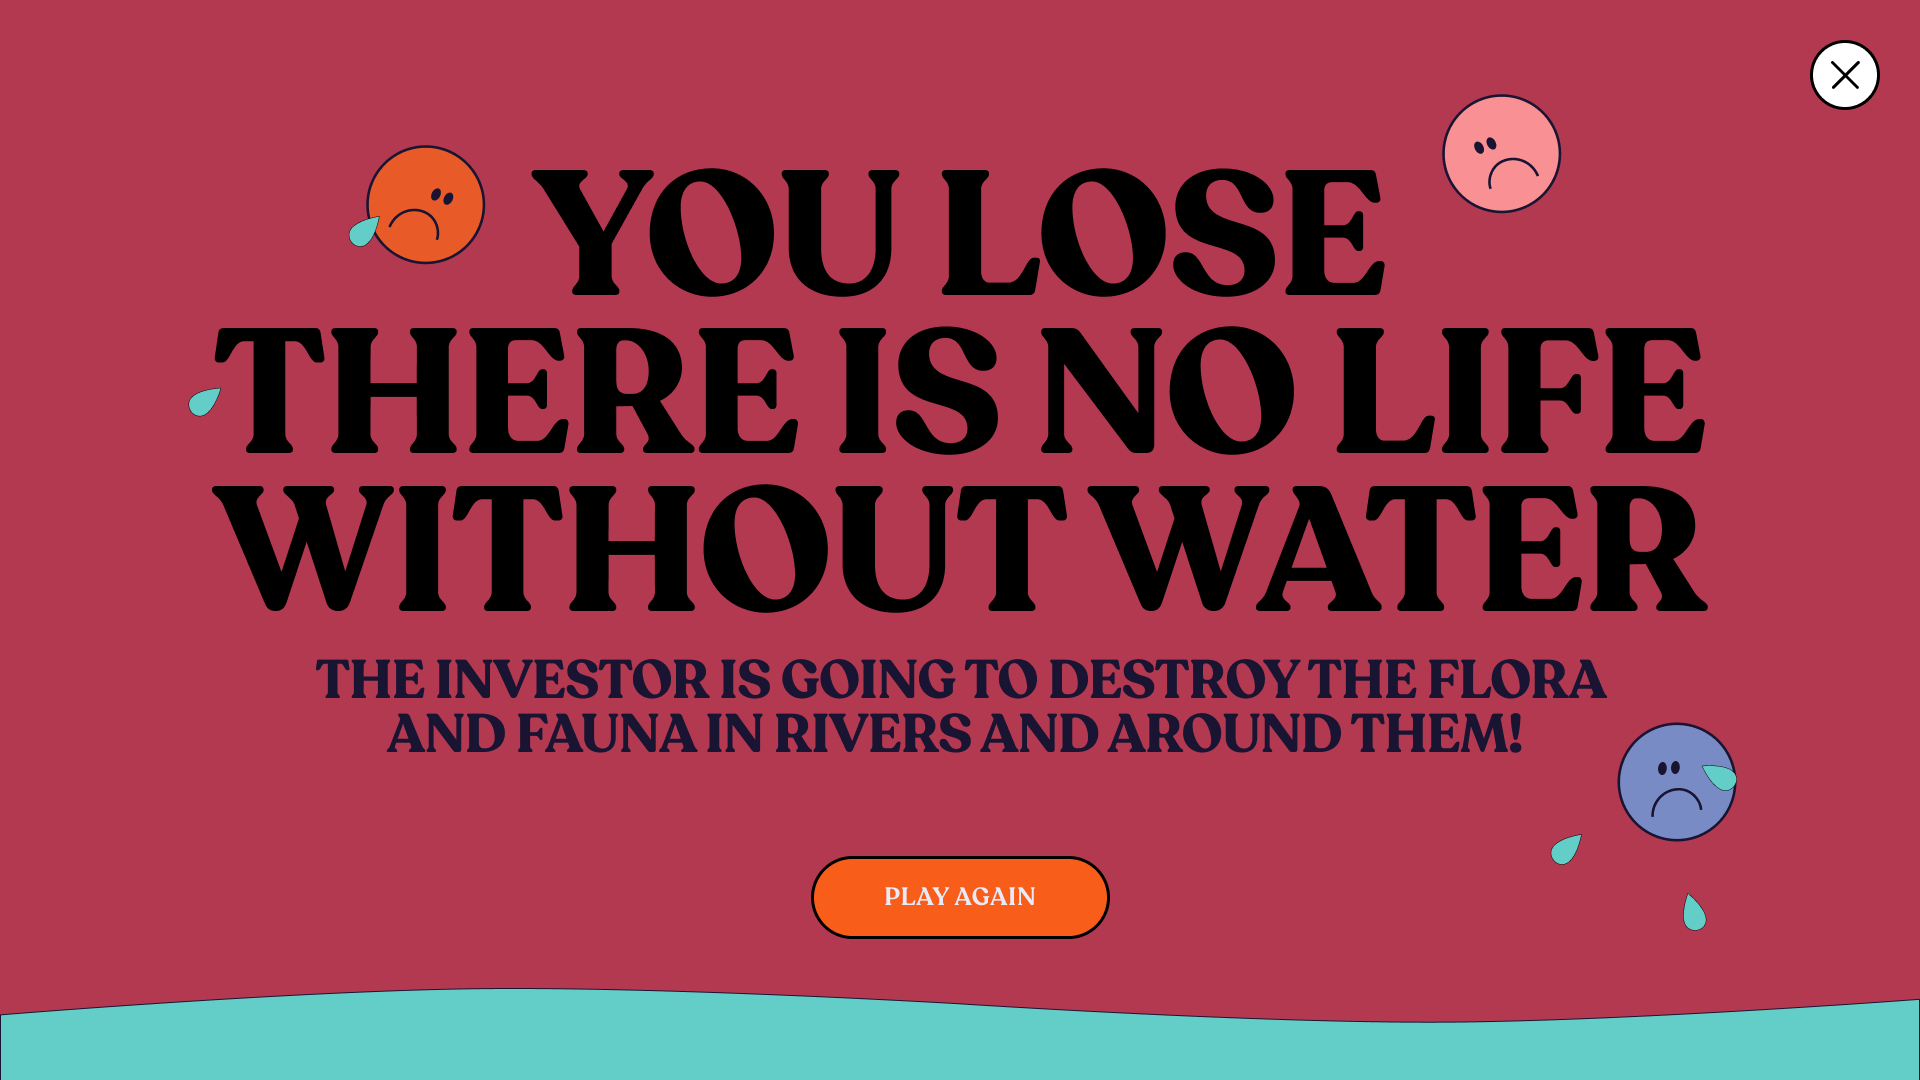 YOU LOSE
THERE IS NO LIFE
WITHOUT WATER
THE INVESTOR IS GOING TO DESTROY THE FLORA
AND FAUNA IN RIVERS AND AROUND THEM!
PLAY AGAIN